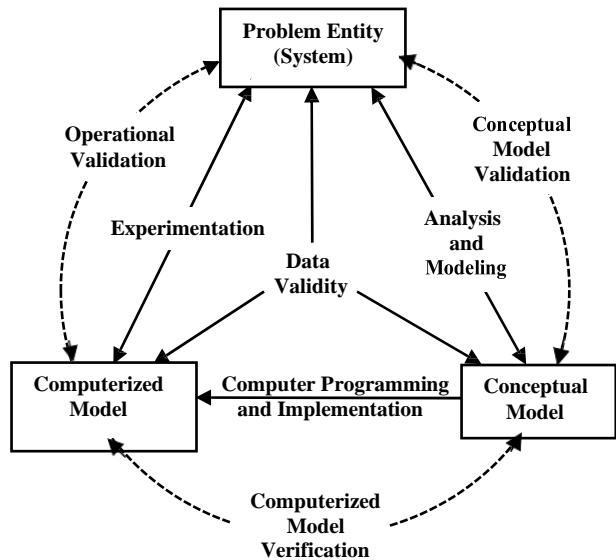 Problem Entity
(System)
Operational
Validation
Conceptual
Model
Validation
Experimentation
Analysis
and
Modeling
Data
Validity
Computerized
Model
Computer Programming
and Implementation
Conceptual
Model
Computerized
Model
Verification